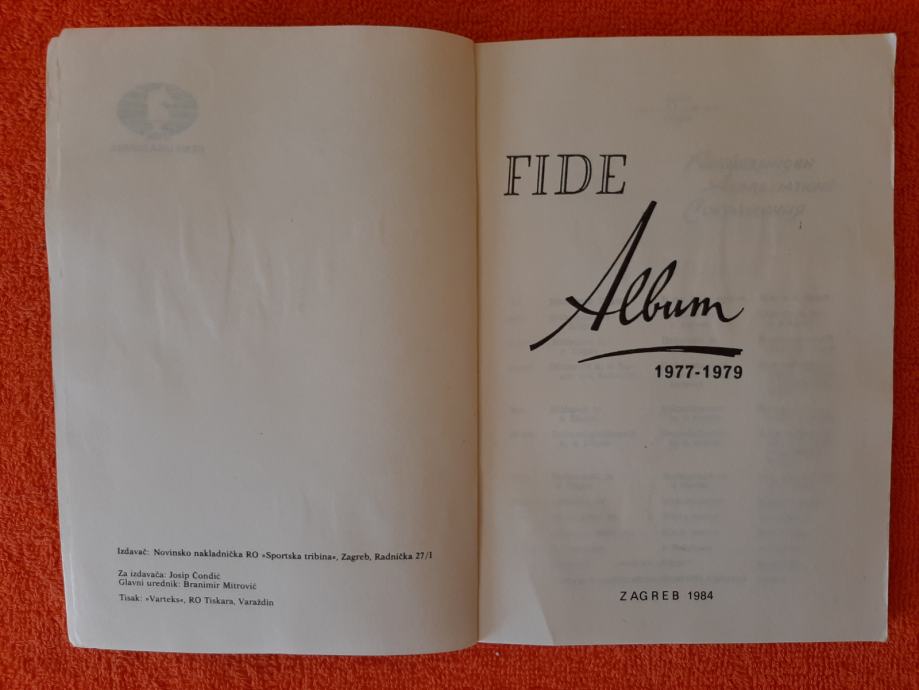 Izdavač: Novinsko nakladnička RO »Sportska tribina«, Zagreb, Radnička 27/I
Za izdavača: Josip Čondić
Glavni urednik: Branimir Mitrović
Tisak: »Varteks«, RO Tiskara, Varaždin
FIDE
Album
1977-1979
ZAGREB 1984